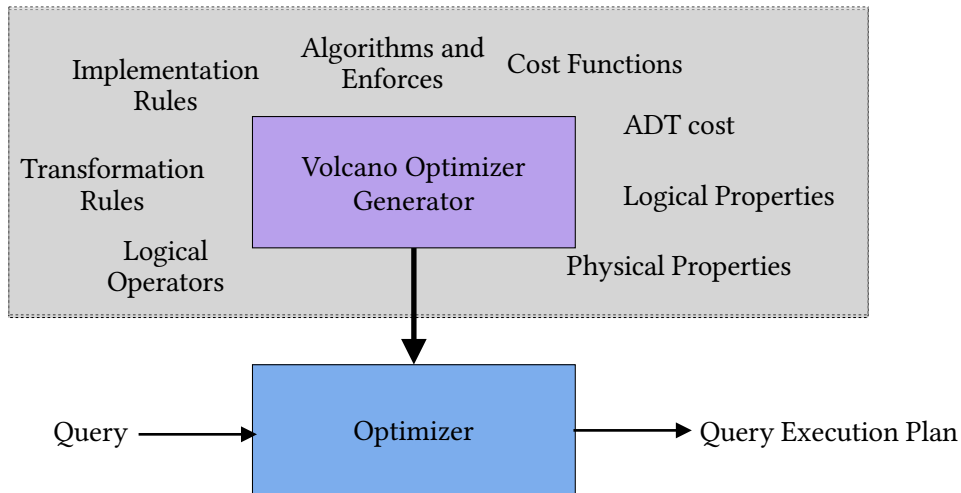 Algorithms and
Enforces
Cost Functions
Implementation
Rules
ADT cost
Transformation
Rules
Volcano Optimizer
Generator
Logical Properties
Logical
Operators
Physical Properties
Query
Optimizer
Query Execution Plan